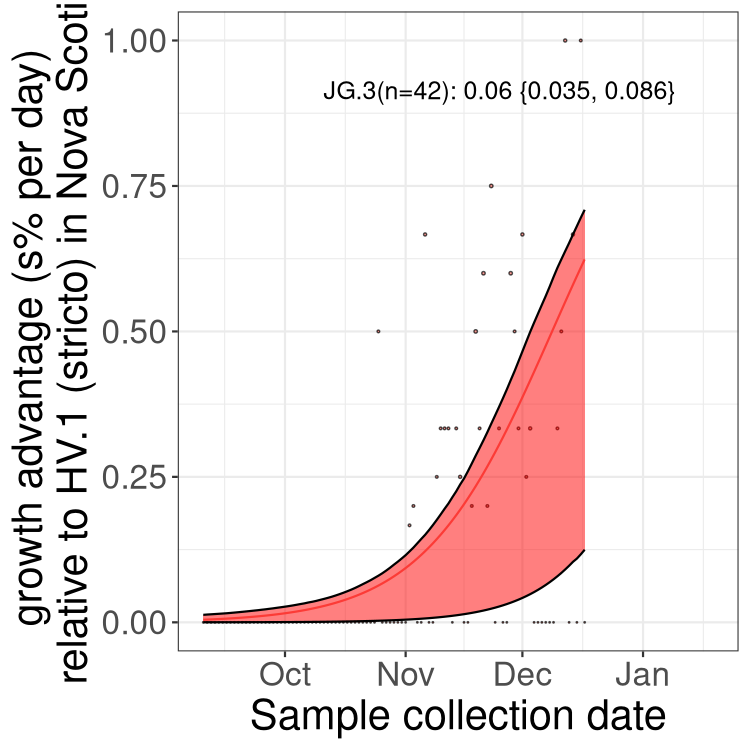 growth advantage (s% per day)
relative to HV.1 (stricto) in Nova Scoti
1.00
0.75
0.50
0.25
0.00
JG.3(n=42): 0.06 {0.035, 0.086}
Oct Nov Dec Jan
Sample collection date